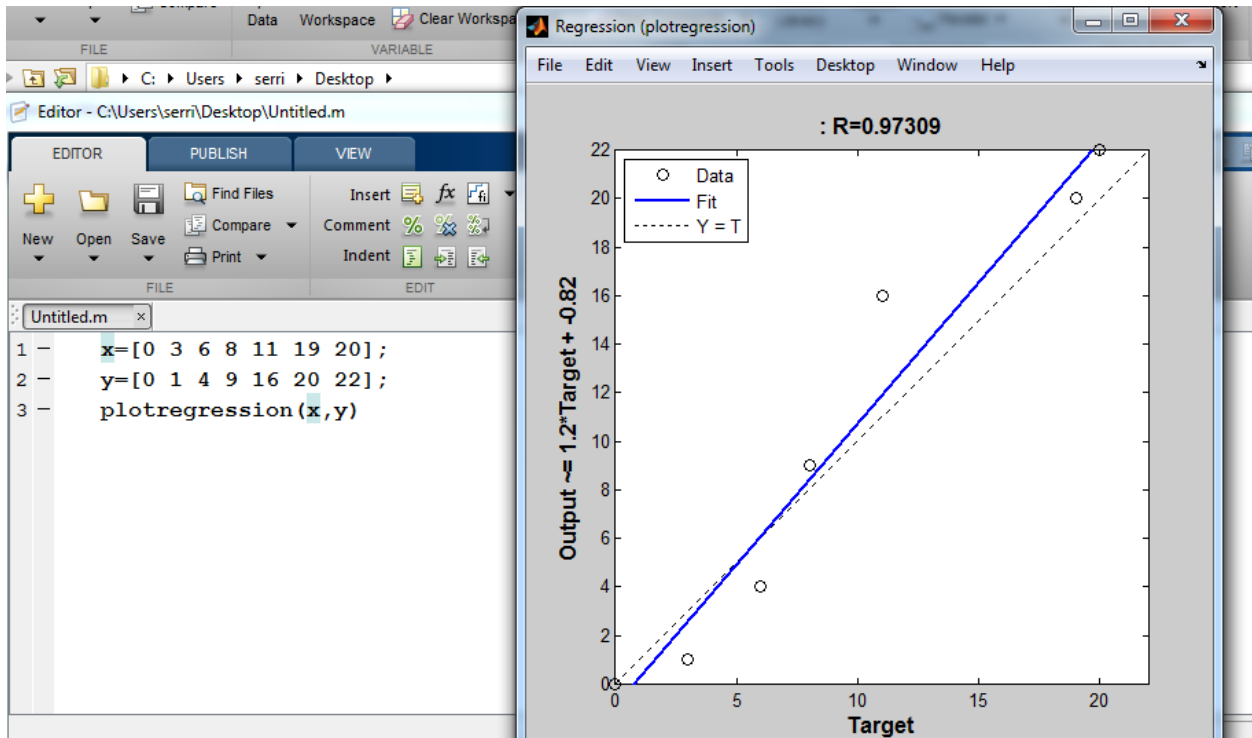 Compare
Data Workspace Clear Workspa
FILE VARIABLE
C: Users serri Desktop
Editor - C:\Users\serri\Desktop\Untitled.m
EDITOR PUBLISH VIEW
New Open Save
Find Files
Compare
Print
Insert fx fi
Comment % % %
Indent
FILE EDIT
Untitled.m ×
1 - x=[0 3 6 8 11 19 20];
2 - y=[0 1 4 9 16 20 22];
3 - plotregression(x,y)
Regression (plotregression)
File Edit View Insert Tools Desktop Window Help
: R=0.97309
Data
Fit
Y = T
22
20
18
16
14
12
10
8
6
4
2
0
0 5 10 15 20
Target
Output ~= 1.2*Target + -0.82